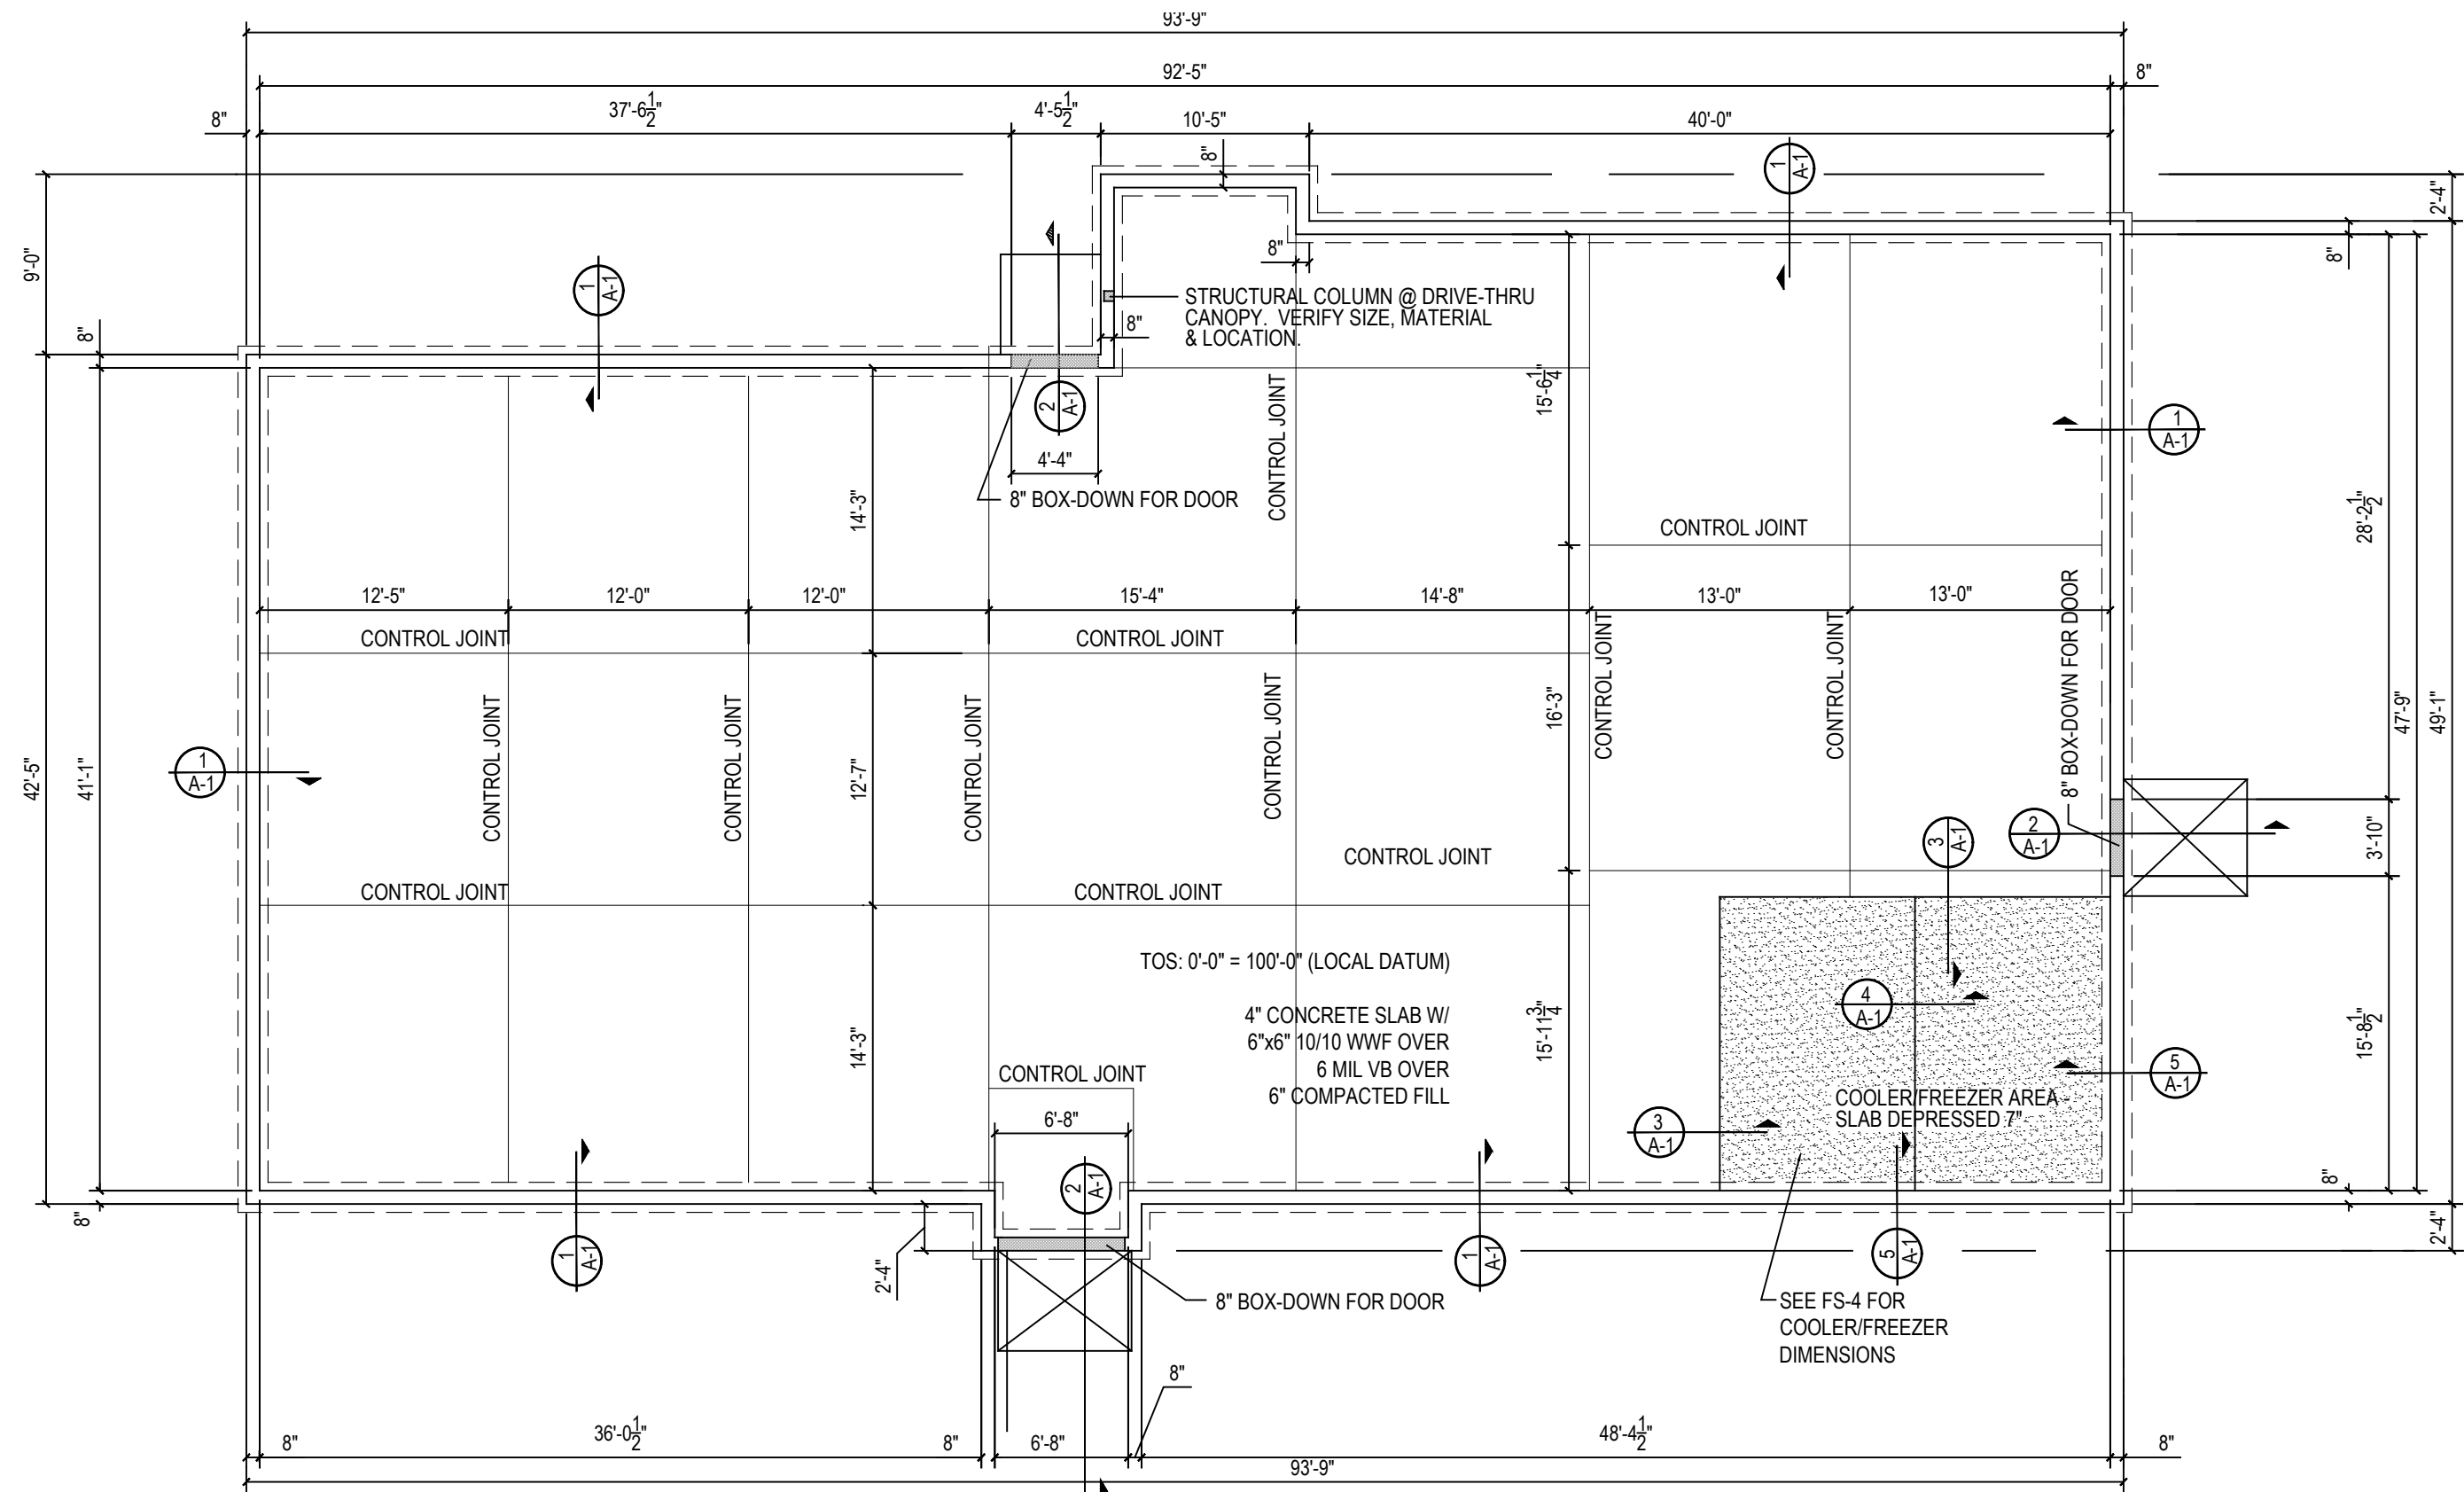 93'-9"
92'-5"
8"
8"
37'-6 1/2"
4'-5 1/2"
10'-5"
40'-0"
8"
1
A-1
2'-4"
9'-0"
8"
8"
8"
1
A-1
STRUCTURAL COLUMN @ DRIVE-THRU
CANOPY. VERIFY SIZE, MATERIAL
& LOCATION.
8"
2
A-1
4'-4"
8" BOX-DOWN FOR DOOR
CONTROL JOINT
15'-6 1/4"
1
A-1
14'-3"
CONTROL JOINT
28'-2 1/2"
12'-5"
12'-0"
12'-0"
15'-4"
14'-8"
13'-0"
13'-0"
CONTROL JOINT
CONTROL JOINT
8" BOX-DOWN FOR DOOR
CONTROL JOINT
CONTROL JOINT
CONTROL JOINT
CONTROL JOINT
CONTROL JOINT
CONTROL JOINT
16'-3"
47'-9"
49'-1"
42'-5"
41'-1"
1
A-1
12'-7"
CONTROL JOINT
3
A-1
2
A-1
3'-10"
CONTROL JOINT
CONTROL JOINT
TOS: 0'-0" = 100'-0" (LOCAL DATUM)
4" CONCRETE SLAB W/
6"x6" 10/10 WWF OVER
6 MIL VB OVER
6" COMPACTED FILL
14'-3"
15'-11 3/4"
4
A-1
15'-8 1/2"
5
A-1
CONTROL JOINT
6'-8"
COOLER/FREEZER AREA -
SLAB DEPRESSED 7"
3
A-1
2
A-1
8"
8"
1
A-1
2'-4"
1
A-1
5
A-1
2'-4"
8" BOX-DOWN FOR DOOR
SEE FS-4 FOR
COOLER/FREEZER
DIMENSIONS
8"
8"
36'-0 1/2"
8"
6'-8"
48'-4 1/2"
8"
93'-9"